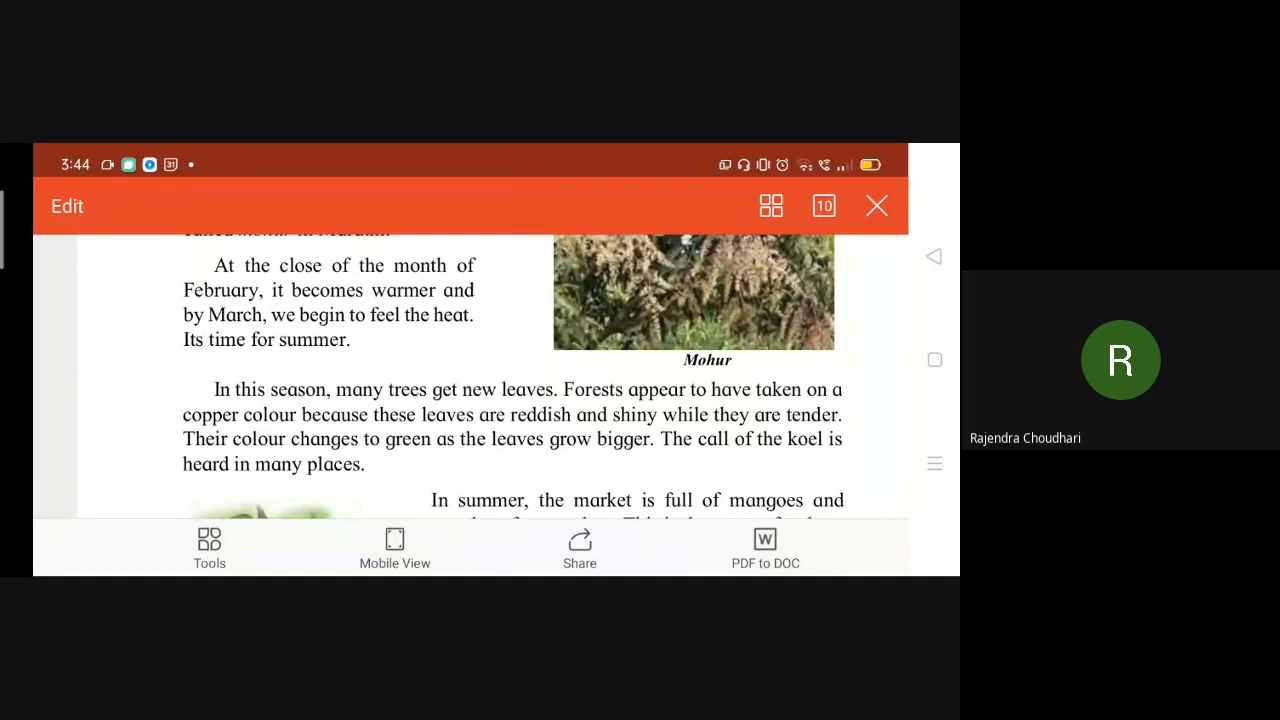 3:44
31
Edit
10
At the close of the month of
February, it becomes warmer and
by March, we begin to feel the heat.
Its time for summer.
Mohur
In this season, many trees get new leaves. Forests appear to have taken on a
copper colour because these leaves are reddish and shiny while they are tender.
Their colour changes to green as the leaves grow bigger. The call of the koel is
heard in many places.
In summer, the market is full of mangoes and
Tools
Mobile View
Share
W
PDF to DOC
R
Rajendra Choudhari